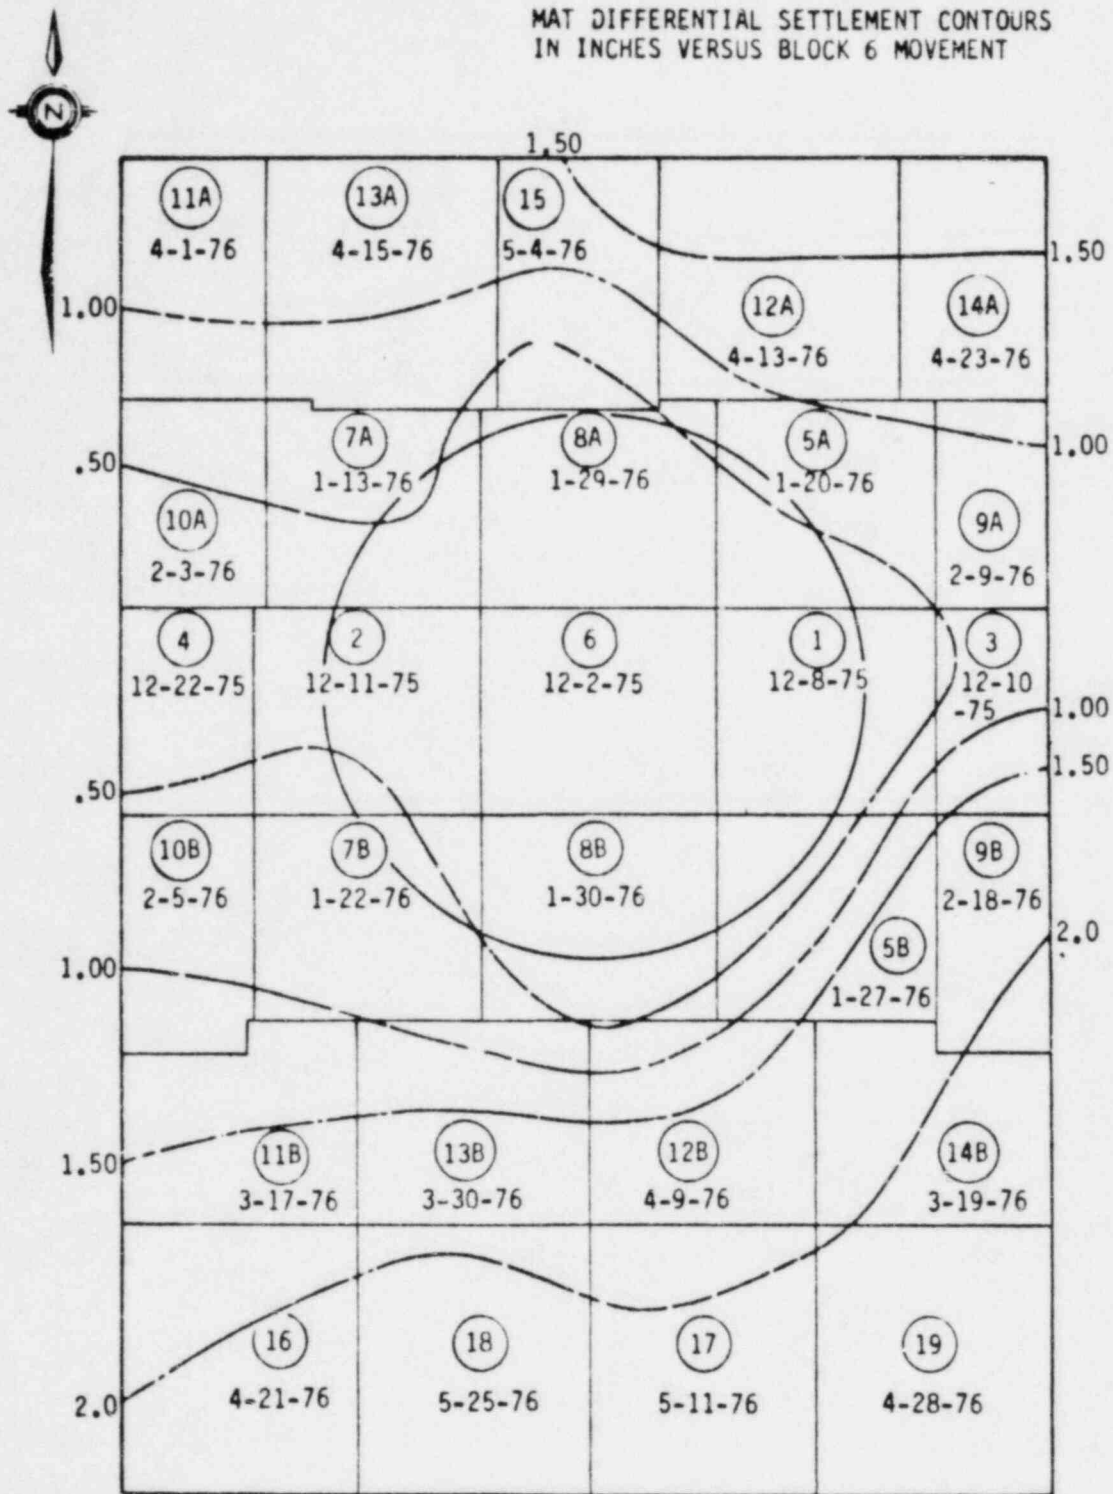 MAT DIFFERENTIAL SETTLEMENT CONTOURS
IN INCHES VERSUS BLOCK 6 MOVEMENT
N
1.50
11A
4-1-76
13A
4-15-76
15
5-4-76
1.50
1.00
12A
4-13-76
14A
4-23-76
7A
1-13-76
8A
1-29-76
5A
1-20-76
1.00
.50
10A
2-3-76
9A
2-9-76
4
12-22-75
2
12-11-75
6
12-2-75
1
12-8-75
3
12-10
-75
1.00
1.50
.50
10B
2-5-76
7B
1-22-76
8B
1-30-76
9B
2-18-76
2.0
5B
1-27-76
1.00
1.50
11B
3-17-76
13B
3-30-76
12B
4-9-76
14B
3-19-76
16
4-21-76
18
5-25-76
17
5-11-76
19
4-28-76
2.0